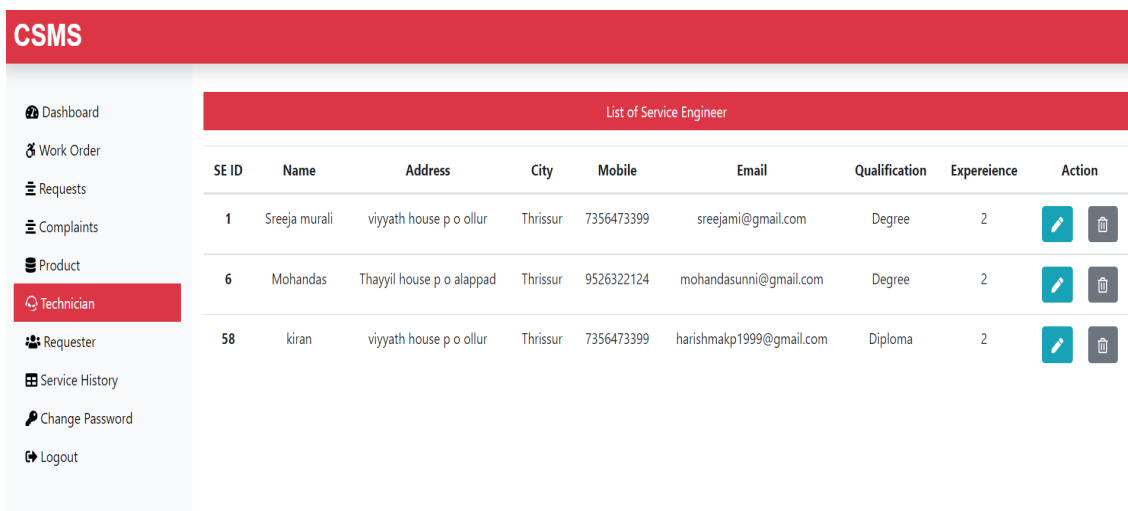 CSMS
Dashboard
Work Order
Requests
Complaints
Product
Technician
Requester
Service History
Change Password
Logout
List of Service Engineer
SE ID Name Address City Mobile Email Qualification Expereience Action
1 Sreeja murali viyyath house p o ollur Thrissur 7356473399 sreejami@gmail.com Degree 2
6 Mohandas Thayyil house p o alappad Thrissur 9526322124 mohandasunni@gmail.com Degree 2
58 kiran viyyath house p o ollur Thrissur 7356473399 harishmakp1999@gmail.com Diploma 2